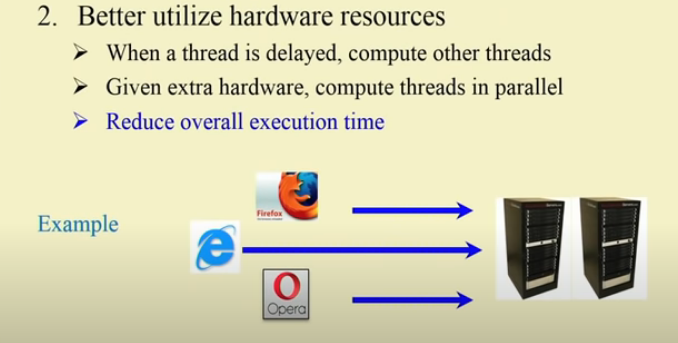 2. Better utilize hardware resources
➢ When a thread is delayed, compute other threads
➢ Given extra hardware, compute threads in parallel
➢ Reduce overall execution time
Firefox
Example
Opera